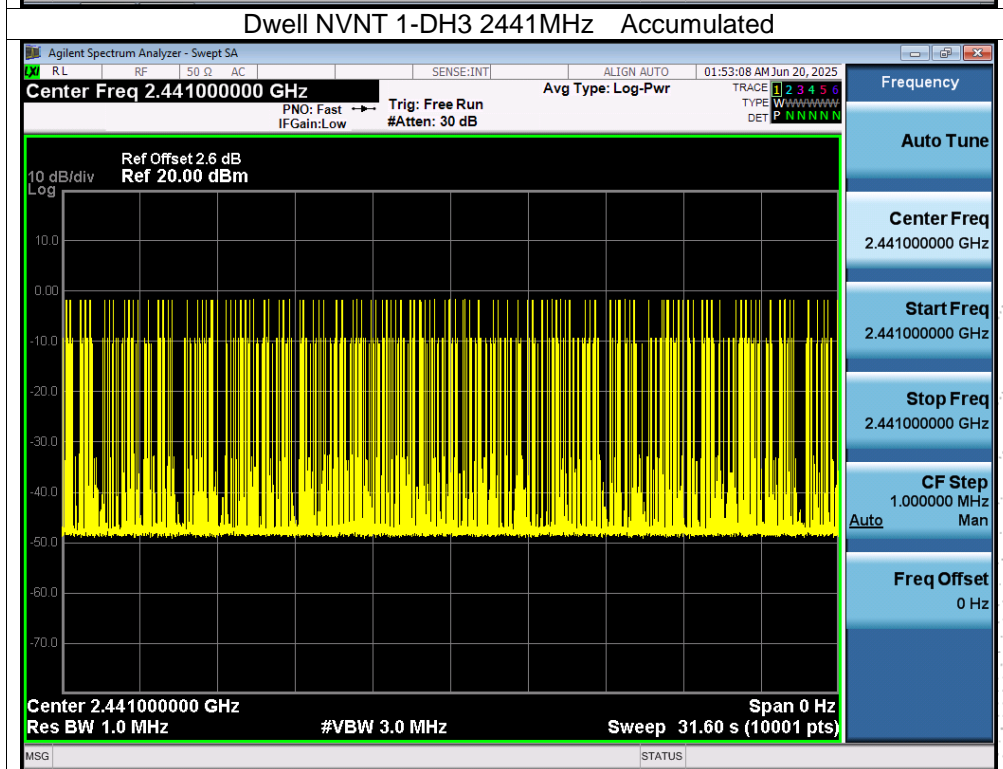 Dwell NVNT 1-DH3 2441MHz Accumulated
Agilent Spectrum Analyzer - Swept SA
LXI RL RF 50 Ω AC SENSE:INT ALIGN AUTO 01:53:08 AM Jun 20, 2025
Center Freq 2.441000000 GHz
PNO: Fast
IFGain:Low
Trig: Free Run
#Atten: 30 dB
Avg Type: Log-Pwr
TRACE 1 2 3 4 5 6
TYPE WWWWWWW
DET P N N N N N
Ref Offset 2.6 dB
10 dB/div Ref 20.00 dBm
Log
10.0
0.00
-10.0
-20.0
-30.0
-40.0
-50.0
-60.0
-70.0
Center 2.441000000 GHz Span 0 Hz
Res BW 1.0 MHz #VBW 3.0 MHz Sweep 31.60 s (10001 pts)
MSG STATUS
Frequency
Auto Tune
Center Freq
2.441000000 GHz
Start Freq
2.441000000 GHz
Stop Freq
2.441000000 GHz
CF Step
1.000000 MHz
Auto Man
Freq Offset
0 Hz